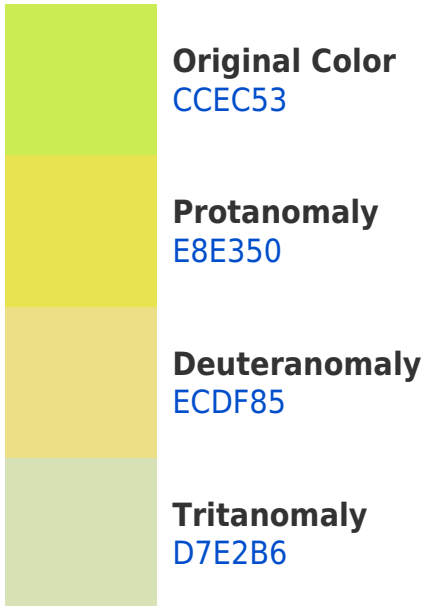 Original Color
CCEC53
Protanomaly
E8E350
Deuteranomaly
ECDF85
Tritanomaly
D7E2B6